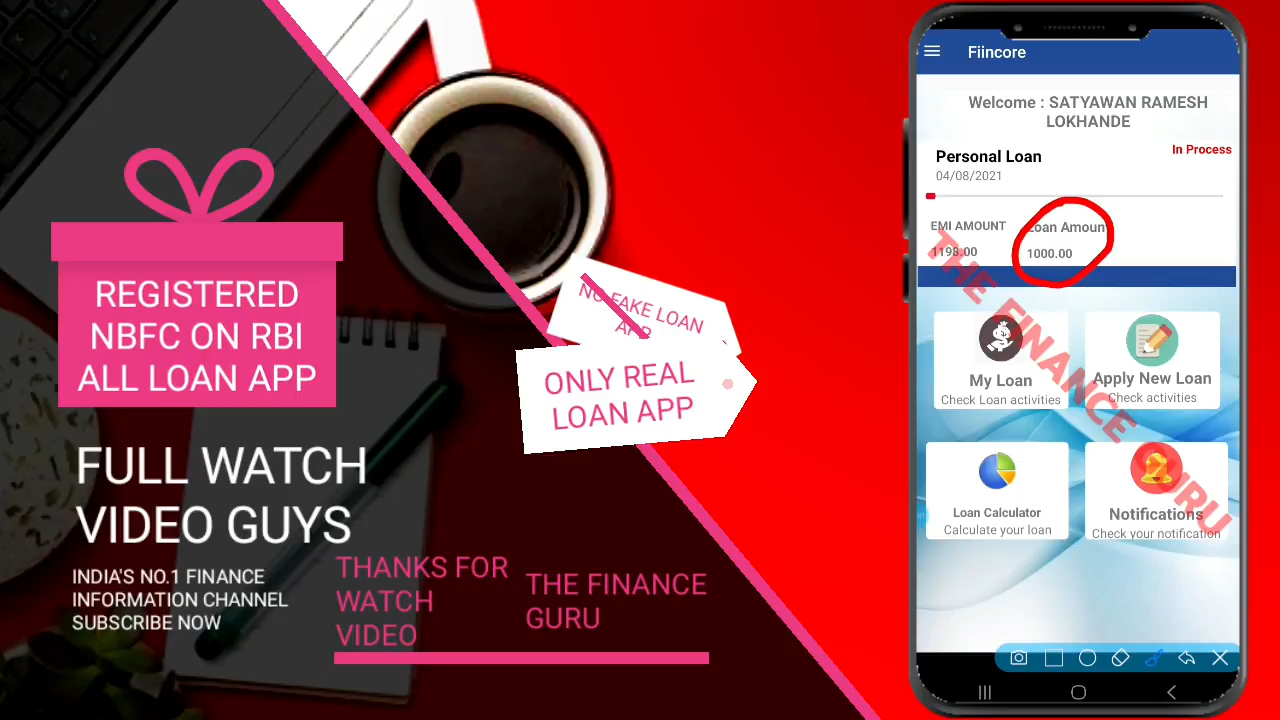 REGISTERED
NBFC ON RBI
ALL LOAN APP
FULL WATCH
VIDEO GUYS
INDIA'S NO.1 FINANCE
INFORMATION CHANNEL
SUBSCRIBE NOW
THANKS FOR
WATCH
VIDEO
THE FINANCE
GURU
NO FAKE LOAN
APP
ONLY REAL
LOAN APP
Fiincore
Welcome : SATYAWAN RAMESH
LOKHANDE
In Process
Personal Loan
04/08/2021
EMI AMOUNT
Loan Amoun
1198.00
1000.00
THE FINANCE GURU
My Loan
Check Loan activities
Apply New Loan
Check activities
Loan Calculator
Calculate your loan
Notifications
Check your notification